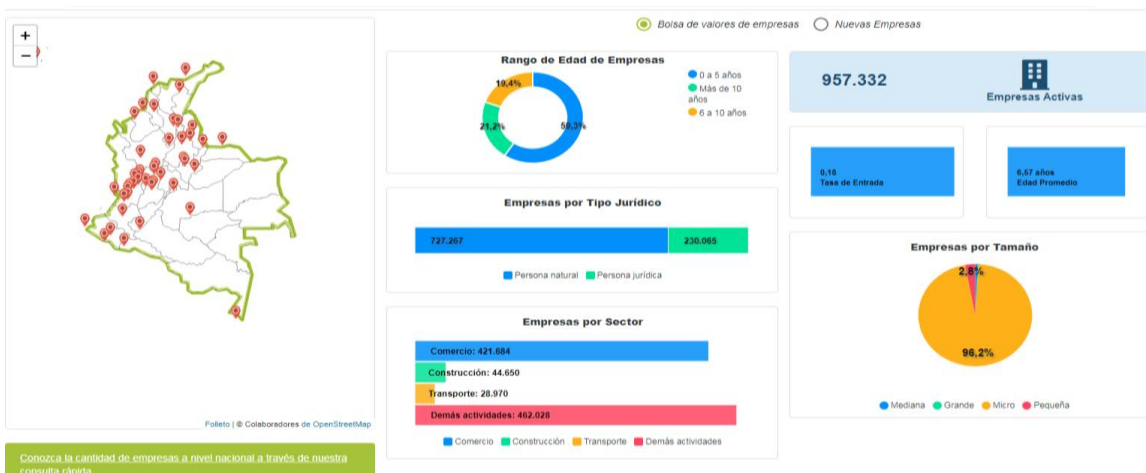 Bolsa de valores de empresas
Nuevas Empresas
+
−
Folleto | © Colaboradores de OpenStreetMap
Conozca la cantidad de empresas a nivel nacional a través de nuestra
consulta rápida
Rango de Edad de Empresas
19,4%
21,2%
59,3%
0 a 5 años
Más de 10
años
6 a 10 años
Empresas por Tipo Jurídico
727.267
230.065
Persona natural
Persona jurídica
Empresas por Sector
Comercio: 421.684
Construcción: 44.650
Transporte: 28.970
Demás actividades: 462.028
Comercio
Construcción
Transporte
Demás actividades
957.332
Empresas Activas
0,18
Tasa de Entrada
6,57 años
Edad Promedio
Empresas por Tamaño
2,8%
96,2%
Mediana
Grande
Micro
Pequeña